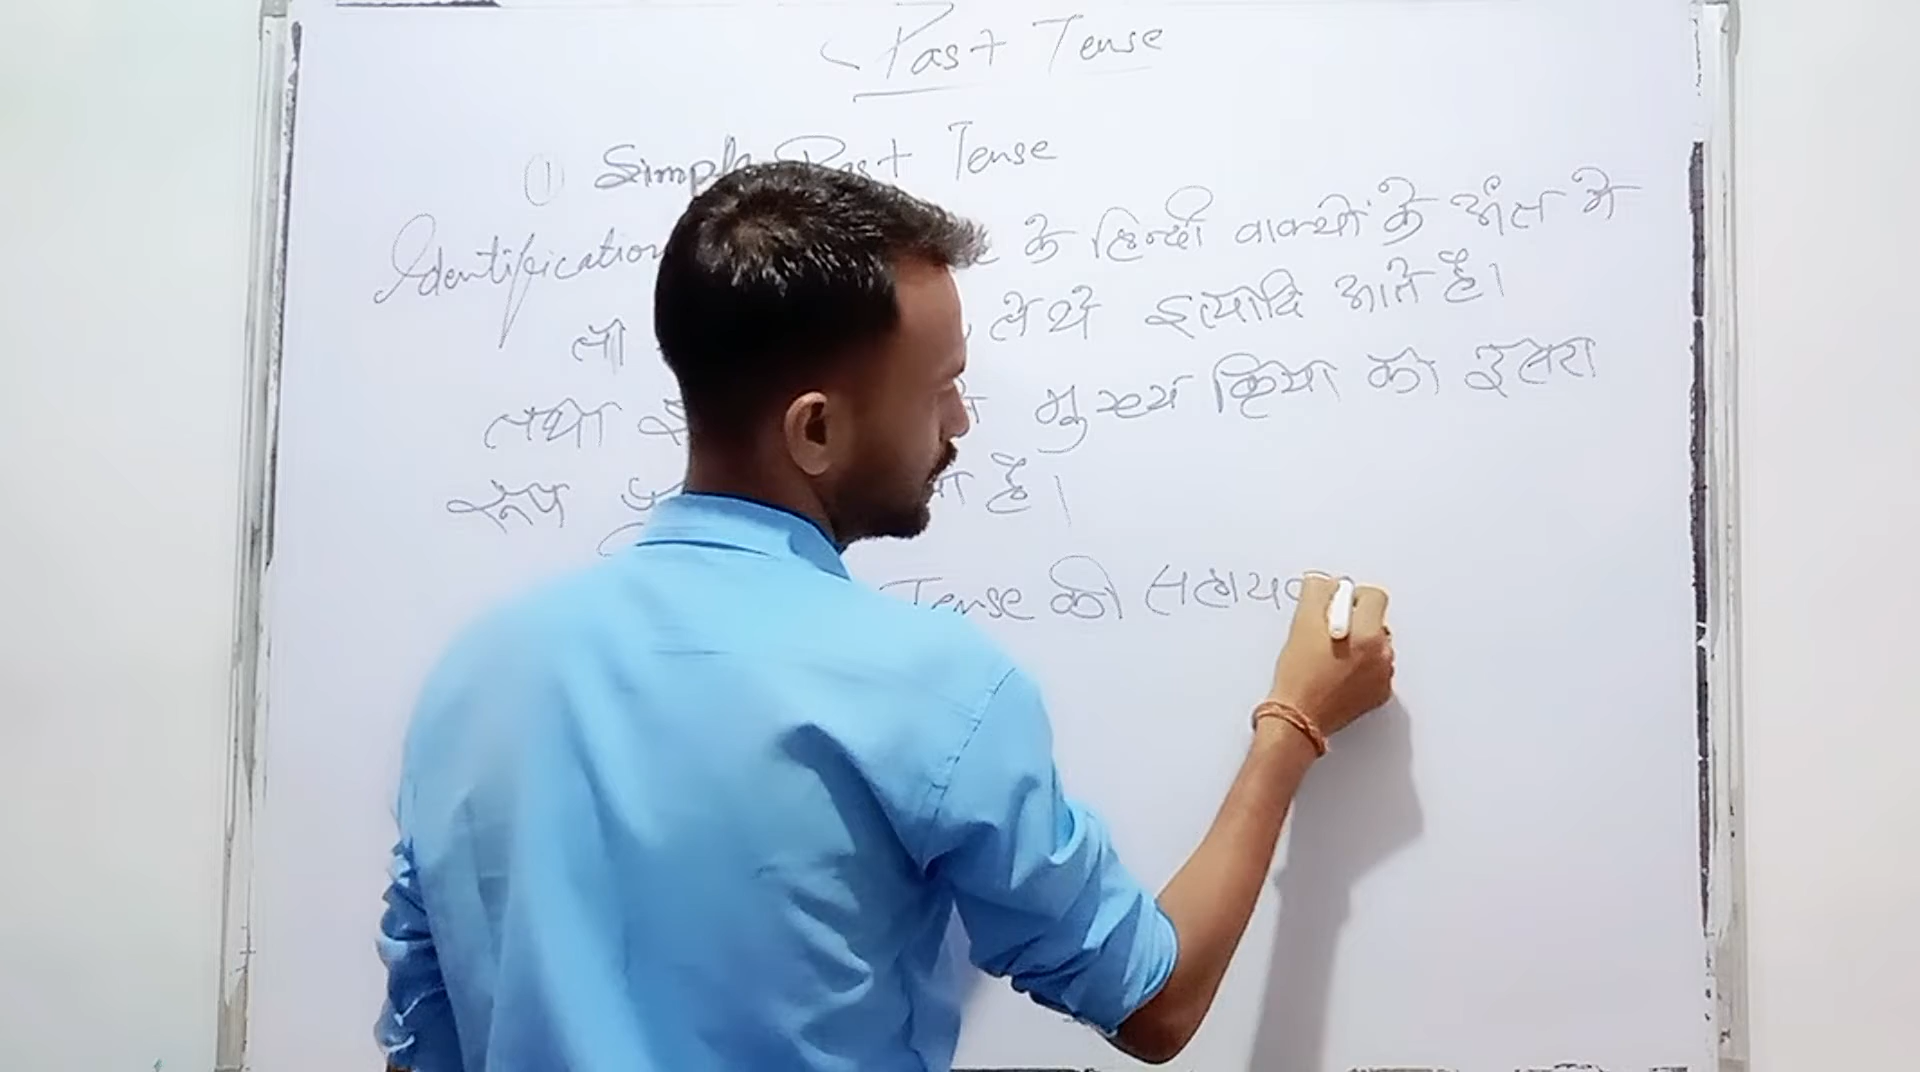 Past Tense
① Simple Past Tense
Identification के हिन्दी वाक्यों के अंत में
ते थे इत्यादि आते है।
तथा मुख्य क्रिया को दूसरा
रूप है।
Tense की सहायक